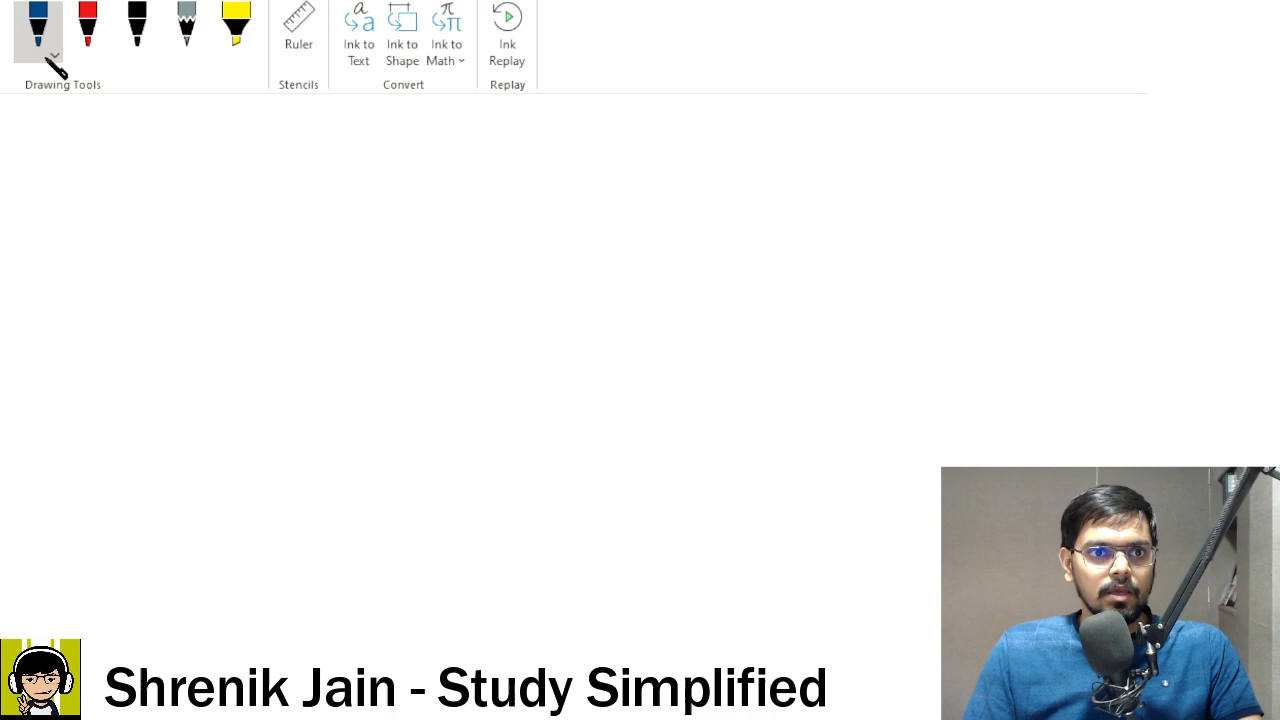 Ruler
Ink to Text
Ink to Shape
Ink to Math
Ink Replay
Drawing Tools
Stencils
Convert
Replay
Shrenik Jain - Study Simplified